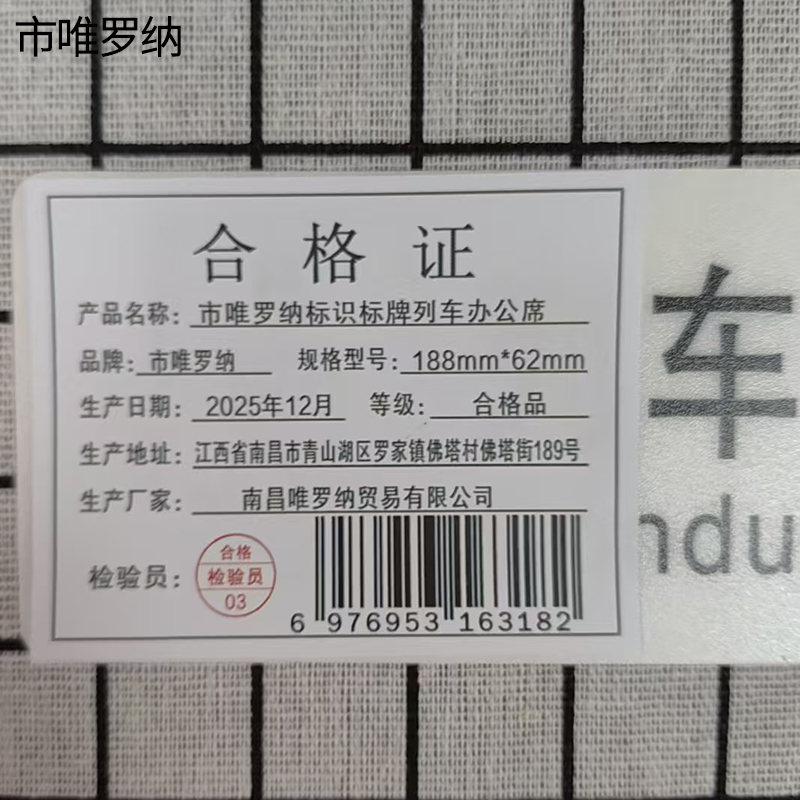 市唯罗纳
合格证
产品名称：市唯罗纳标识标牌列车办公席
品牌：市唯罗纳 规格型号：188mm*62mm
生产日期：2025年12月 等级：合格品
生产地址：江西省南昌市青山湖区罗家镇佛塔村佛塔街189号
生产厂家：南昌唯罗纳贸易有限公司
检验员：
合格
检验员
03
6 976953 163182
车
ndu